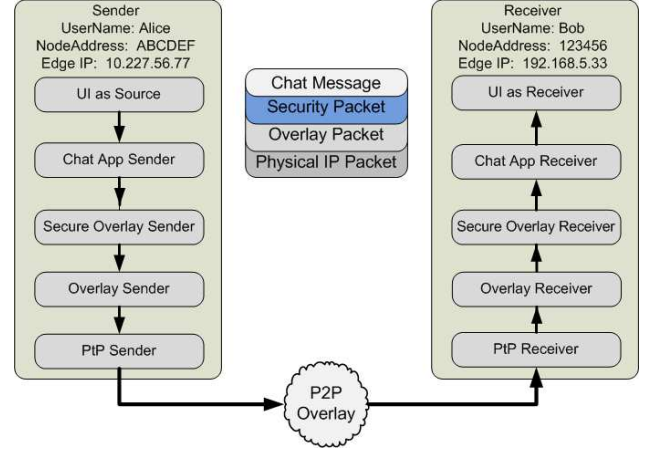 Sender
UserName: Alice
NodeAddress: ABCDEF
Edge IP: 10.227.56.77
UI as Source
Chat App Sender
Secure Overlay Sender
Overlay Sender
PtP Sender
Chat Message
Security Packet
Overlay Packet
Physical IP Packet
P2P
Overlay
Receiver
UserName: Bob
NodeAddress: 123456
Edge IP: 192.168.5.33
UI as Receiver
Chat App Receiver
Secure Overlay Receiver
Overlay Receiver
PtP Receiver